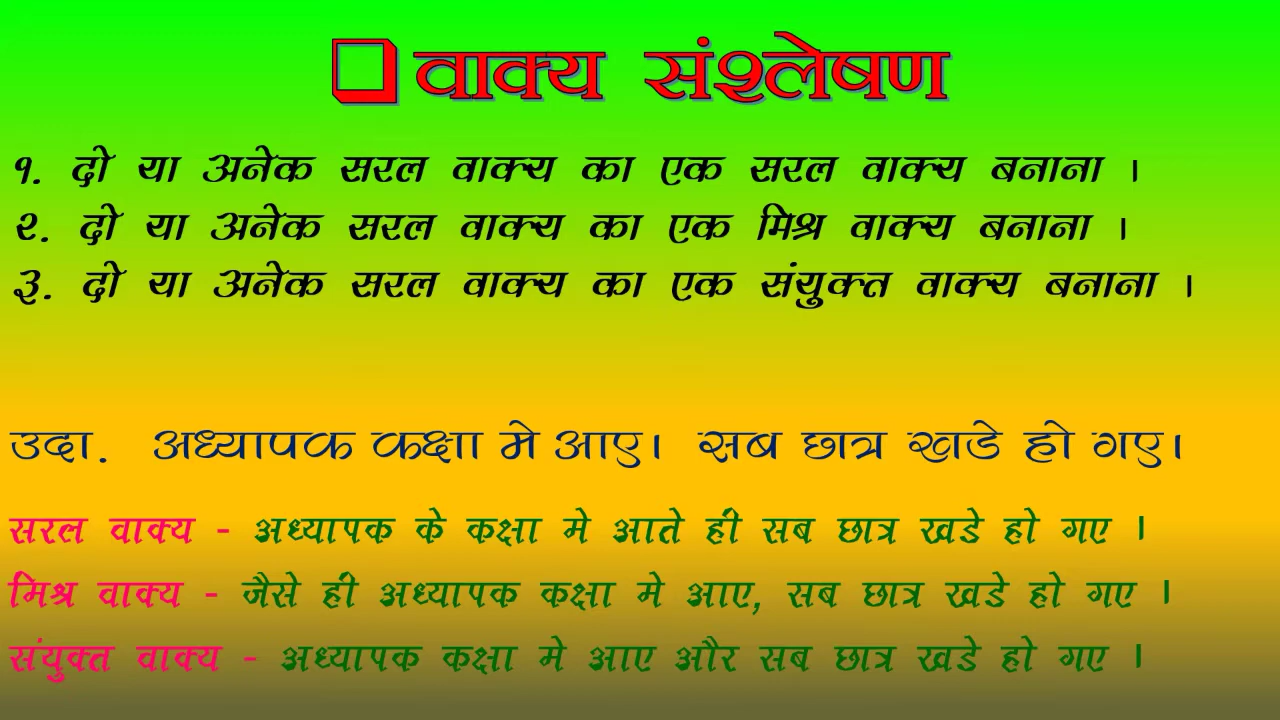 ❑ वाक्य संश्लेषण
१. दो या अनेक सरल वाक्य का एक सरल वाक्य बनाना ।
२. दो या अनेक सरल वाक्य का एक मिश्र वाक्य बनाना ।
३. दो या अनेक सरल वाक्य का एक संयुक्त वाक्य बनाना ।
उदा. अध्यापक कक्षा मे आए। सब छात्र खडे हो गए।
सरल वाक्य - अध्यापक के कक्षा मे आते ही सब छात्र खडे हो गए ।
मिश्र वाक्य - जैसे ही अध्यापक कक्षा मे आए, सब छात्र खडे हो गए ।
संयुक्त वाक्य - अध्यापक कक्षा मे आए और सब छात्र खडे हो गए ।